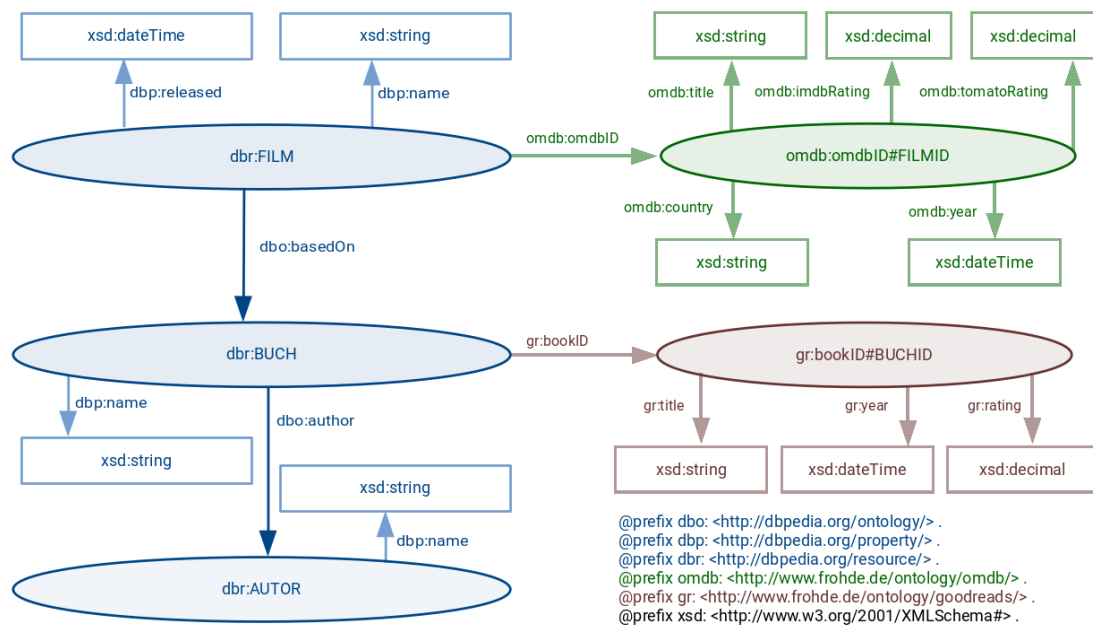 xsd:dateTime
xsd:string
xsd:string
xsd:decimal
xsd:decimal
dbp:released
dbp:name
omdb:title
omdb:imdbRating
omdb:tomatoRating
dbr:FILM
omdb:omdbID
omdb:omdbID#FILMID
omdb:country
omdb:year
dbo:basedOn
xsd:string
xsd:dateTime
dbr:BUCH
gr:bookID
gr:bookID#BUCHID
dbp:name
dbo:author
gr:title
gr:year
gr:rating
xsd:string
xsd:string
xsd:dateTime
xsd:decimal
xsd:string
dbp:name
dbr:AUTOR
@prefix dbo: <http://dbpedia.org/ontology/> .
@prefix dbp: <http://dbpedia.org/property/> .
@prefix dbr: <http://dbpedia.org/resource/> .
@prefix omdb: <http://www.frohde.de/ontology/omdb/> .
@prefix gr: <http://www.frohde.de/ontology/goodreads/> .
@prefix xsd: <http://www.w3.org/2001/XMLSchema#> .